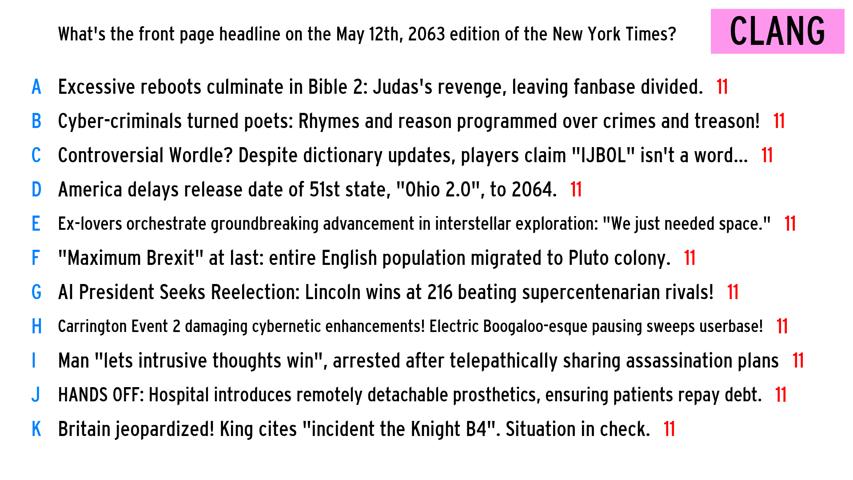 What's the front page headline on the May 12th, 2063 edition of the New York Times?
CLANG
A Excessive reboots culminate in Bible 2: Judas's revenge, leaving fanbase divided. 11
B Cyber-criminals turned poets: Rhymes and reason programmed over crimes and treason! 11
C Controversial Wordle? Despite dictionary updates, players claim "IJBOL" isn't a word... 11
D America delays release date of 51st state, "Ohio 2.0", to 2064. 11
E Ex-lovers orchestrate groundbreaking advancement in interstellar exploration: "We just needed space." 11
F "Maximum Brexit" at last: entire English population migrated to Pluto colony. 11
G AI President Seeks Reelection: Lincoln wins at 216 beating supercentenarian rivals! 11
H Carrington Event 2 damaging cybernetic enhancements! Electric Boogaloo-esque pausing sweeps userbase! 11
I Man "lets intrusive thoughts win", arrested after telepathically sharing assassination plans 11
J HANDS OFF: Hospital introduces remotely detachable prosthetics, ensuring patients repay debt. 11
K Britain jeopardized! King cites "incident the Knight B4". Situation in check. 11